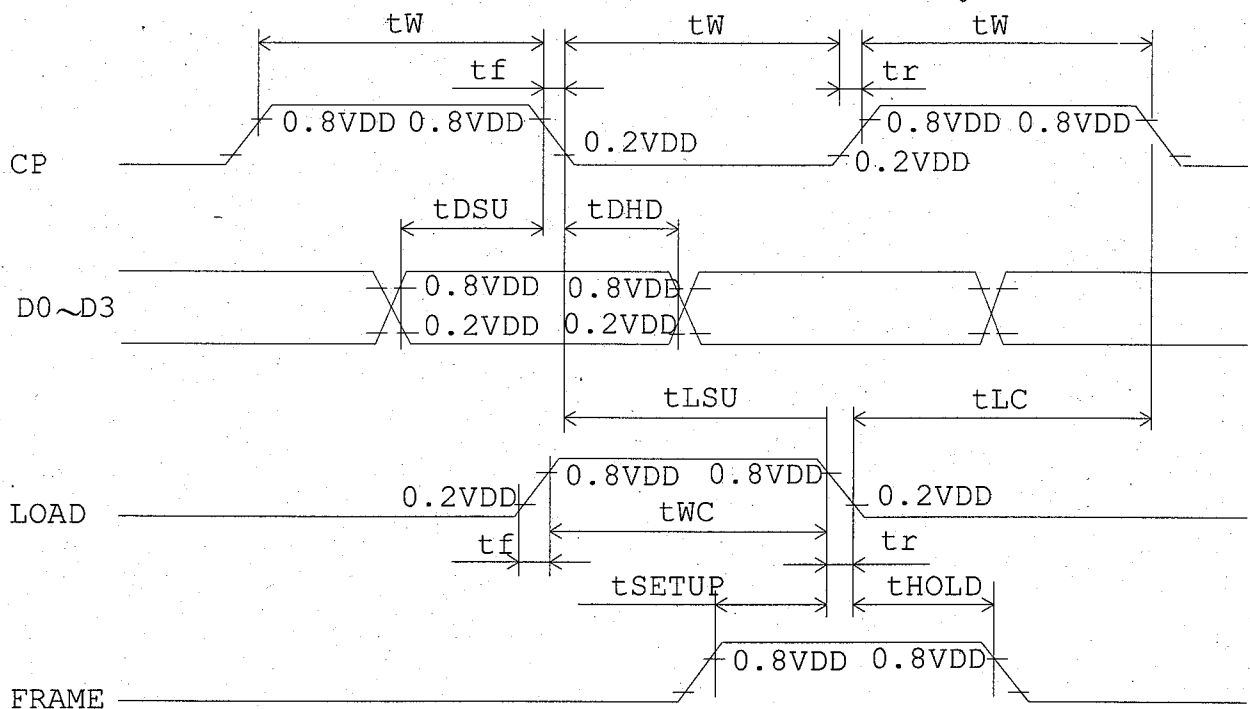 tW tW tW
tf tr
0.8VDD 0.8VDD 0.8VDD 0.8VDD
0.2VDD
CP 0.2VDD
tDSU tDHD
0.8VDD 0.8VDD
D0~D3
0.2VDD 0.2VDD
tLSU tLC
0.8VDD 0.8VDD
0.2VDD 0.2VDD
LOAD tWC
tf tr
tSETUP tHOLD
0.8VDD 0.8VDD
FRAME